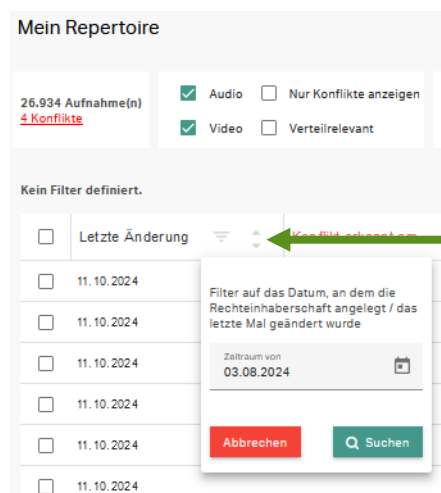 Mein Repertoire
26.934 Aufnahme(n)
4 Konflikte
Audio
Nur Konflikte anzeigen
Video
Verteilrelevant
Kein Filter definiert.
Letzte Änderung
Konflikt erkannt am
11.10.2024
11.10.2024
11.10.2024
11.10.2024
11.10.2024
11.10.2024
Filter auf das Datum, an dem die
Rechteinhaberschaft angelegt / das
letzte Mal geändert wurde
Zeitraum von
03.08.2024
Abbrechen
Suchen